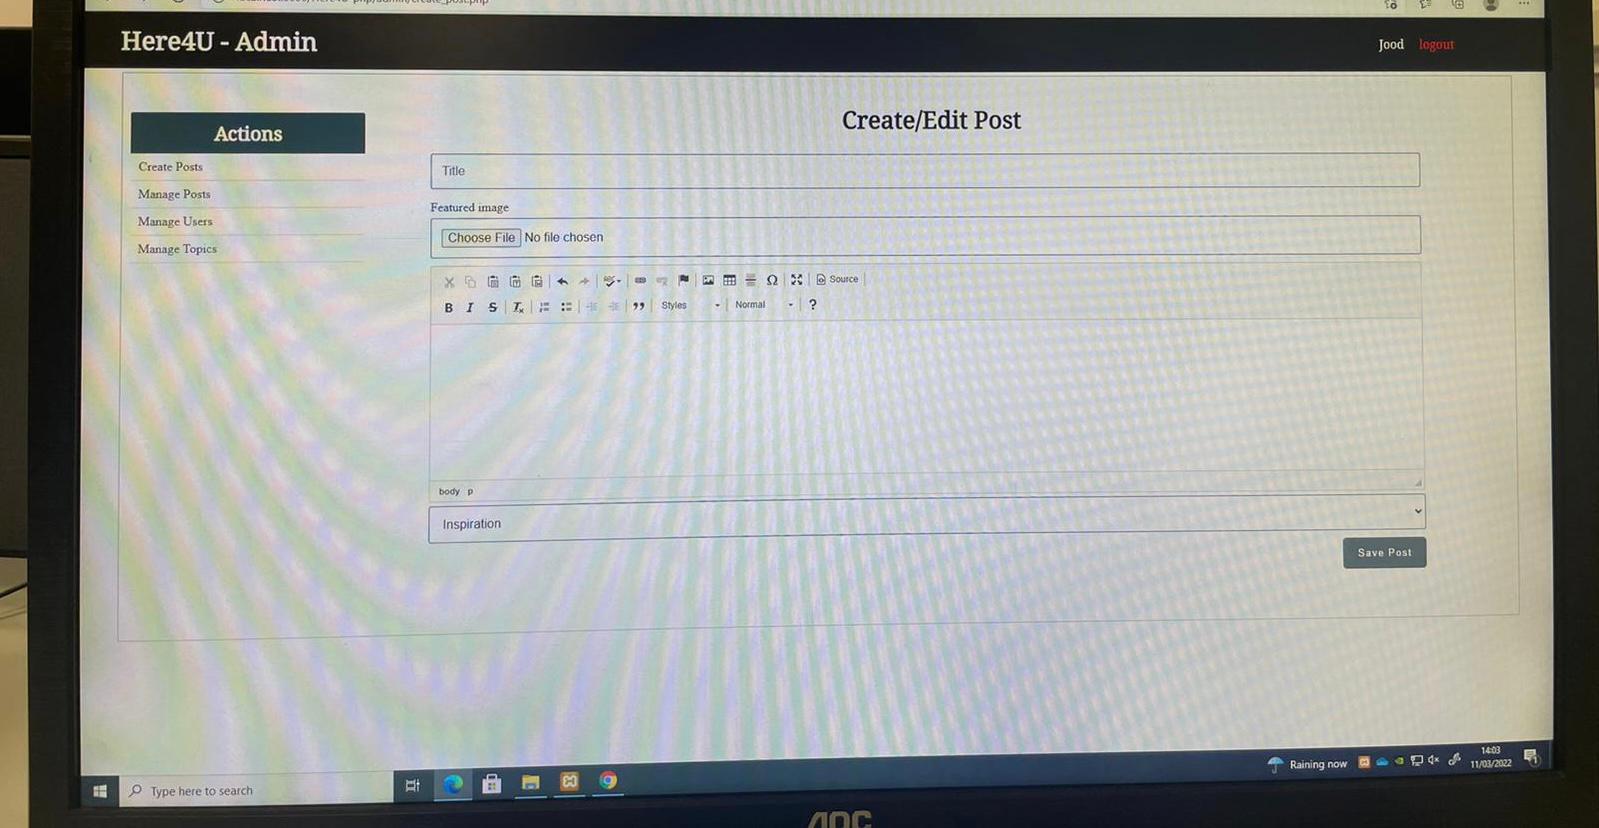 Here4U - Admin
Jood logout
Actions
Create Posts
Manage Posts
Manage Users
Manage Topics
Create/Edit Post
Title
Featured image
Choose File No file chosen
Source
B I S Styles Normal ?
body p
Inspiration
Save Post
Type here to search
Raining now
14:03
11/03/2022
AOC